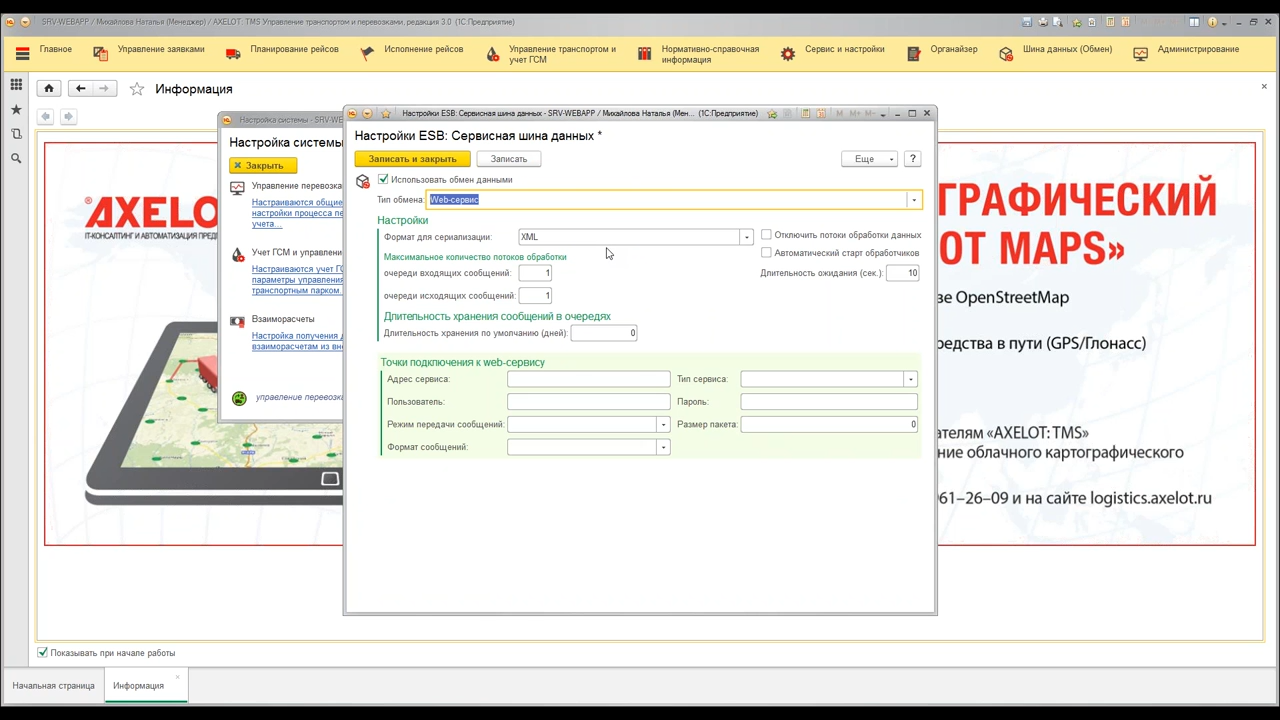 SRV-WEBAPP / Михайлова Наталья (Менеджер) / AXELOT. TMS Управление транспортом и перевозками, редакция 3.0 (1С:Предприятие)
Главное
Управление заявками
Планирование рейсов
Исполнение рейсов
Управление транспортом и
учет ГСМ
Нормативно-справочная
информация
Сервис и настройки
Органайзер
Шина данных (Обмен)
Администрирование
Информация
Настройка системы - SRV-WE
Настройка системы
Закрыть
Управление перевозка
Настраиваются общие
настройки процесса пе
учета...
Учет ГСМ и управлени
Настраиваются учет ГС
параметры управления
транспортным парком
Взаиморасчеты
Настройка получения д
взаиморасчетам из вн
управление перевозка
Настройки ESB: Сервисная шина данных - SRV-WEBAPP / Михайлова Наталья (Мен... (1С:Предприятие)
M M+ M-
Настройки ESB: Сервисная шина данных *
Записать и закрыть
Записать
Еще
?
Использовать обмен данными
Тип обмена: Web-сервис
Настройки
Формат для сериализации: XML
Отключить потоки обработки данных
Максимальное количество потоков обработки
Автоматический старт обработчиков
очереди входящих сообщений: 1
Длительность ожидания (сек.): 10
очереди исходящих сообщений: 1
Длительность хранения сообщений в очередях
Длительность хранения по умолчанию (дней): 0
Точки подключения к web-сервису
Адрес сервиса:
Тип сервиса:
Пользователь:
Пароль:
Режим передачи сообщений:
Размер пакета: 0
Формат сообщений:
®AXELO
IT-КОНСАЛТИНГ И АВТОМАТИЗАЦИЯ ПРЕД
ГРАФИЧЕСКИЙ
OT MAPS»
зе OpenStreetMap
редства в пути (GPS/Глонасс)
ателям «AXELOT: TMS»
ние облачного картографического
961–26–09 и на сайте logistics.axelot.ru
Показывать при начале работы
Начальная страница
Информация